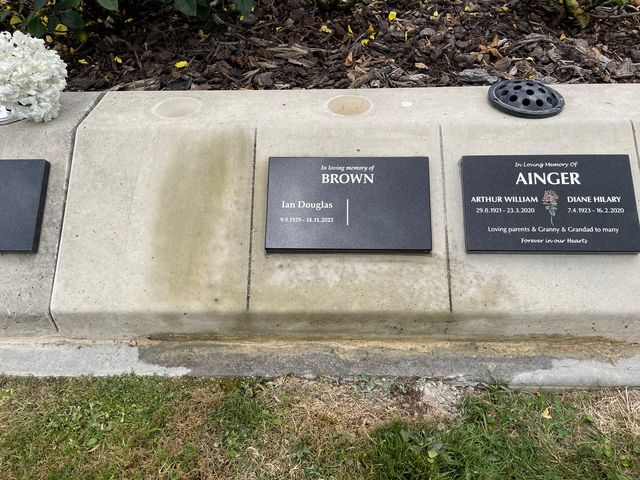 In loving memory of
BROWN
Ian Douglas
9.9.1929 - 14.11.2023
In Loving Memory Of
AINGER
ARTHUR WILLIAM
29.8.1921 - 23.3.2020
DIANE HILARY
7.4.1923 - 16.2.2020
Loving parents & Granny & Grandad to many
Forever in our Hearts